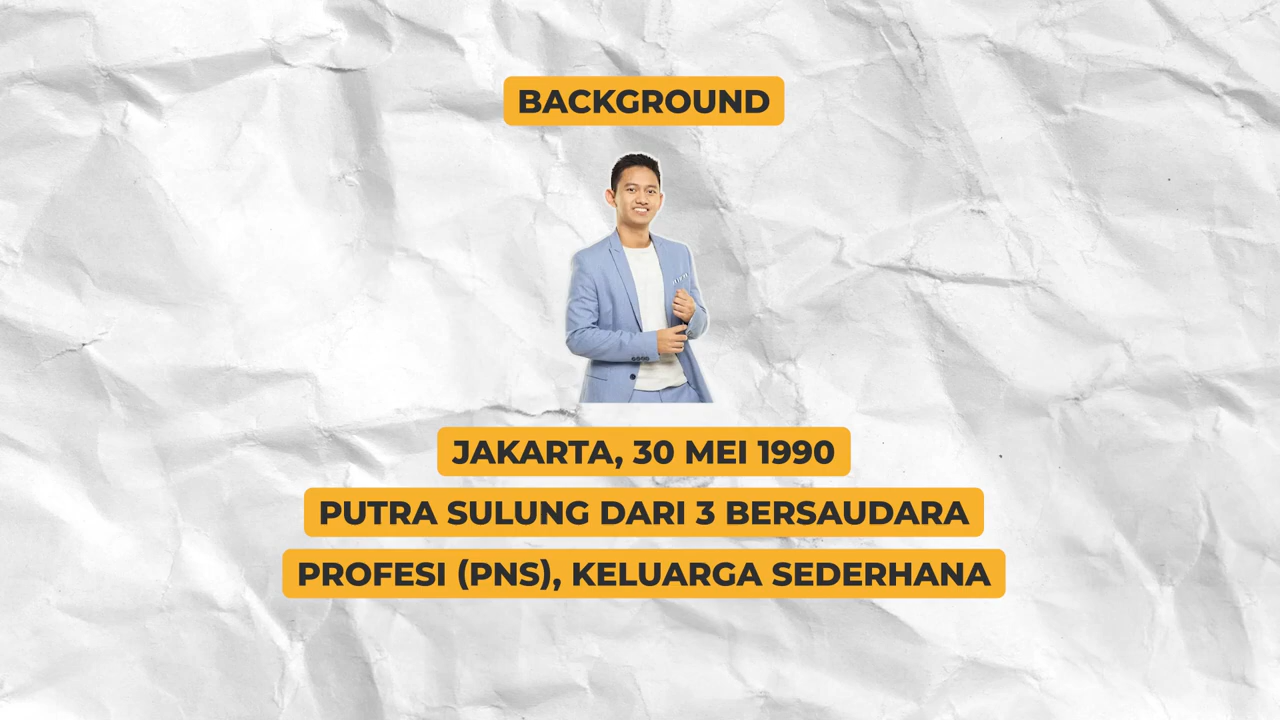 BACKGROUND
JAKARTA, 30 MEI 1990
PUTRA SULUNG DARI 3 BERSAUDARA
PROFESI (PNS), KELUARGA SEDERHANA